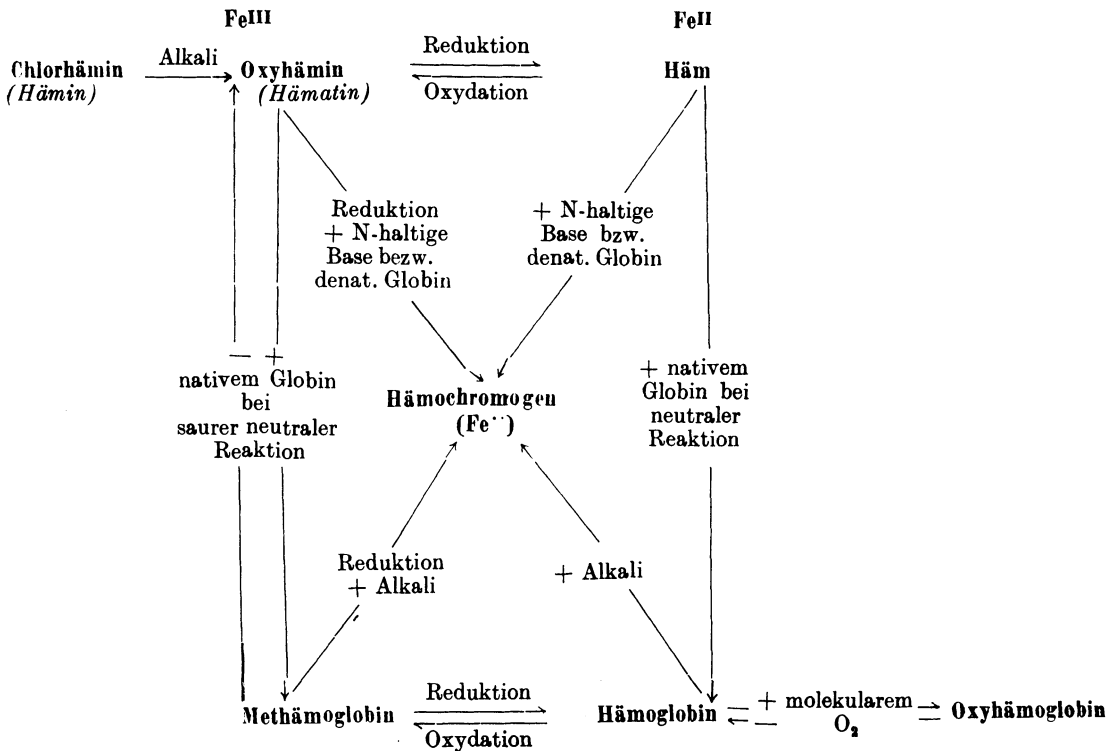 FeIII FeII
Chlorhämin Alkali Oxyhämin Reduktion Häm
(Hämin) (Hämatin) Oxydation
Reduktion
+ N-haltige
Base bezw.
denat. Globin
+ N-haltige
Base bzw.
denat. Globin
— +
nativem Globin
bei
saurer neutraler
Reaktion
Hämochromogen
(Fe··)
+ nativem
Globin bei
neutraler
Reaktion
Reduktion
+ Alkali
+ Alkali
Methämoglobin Reduktion Hämoglobin + molekularem Oxyhämoglobin
Oxydation — O₂